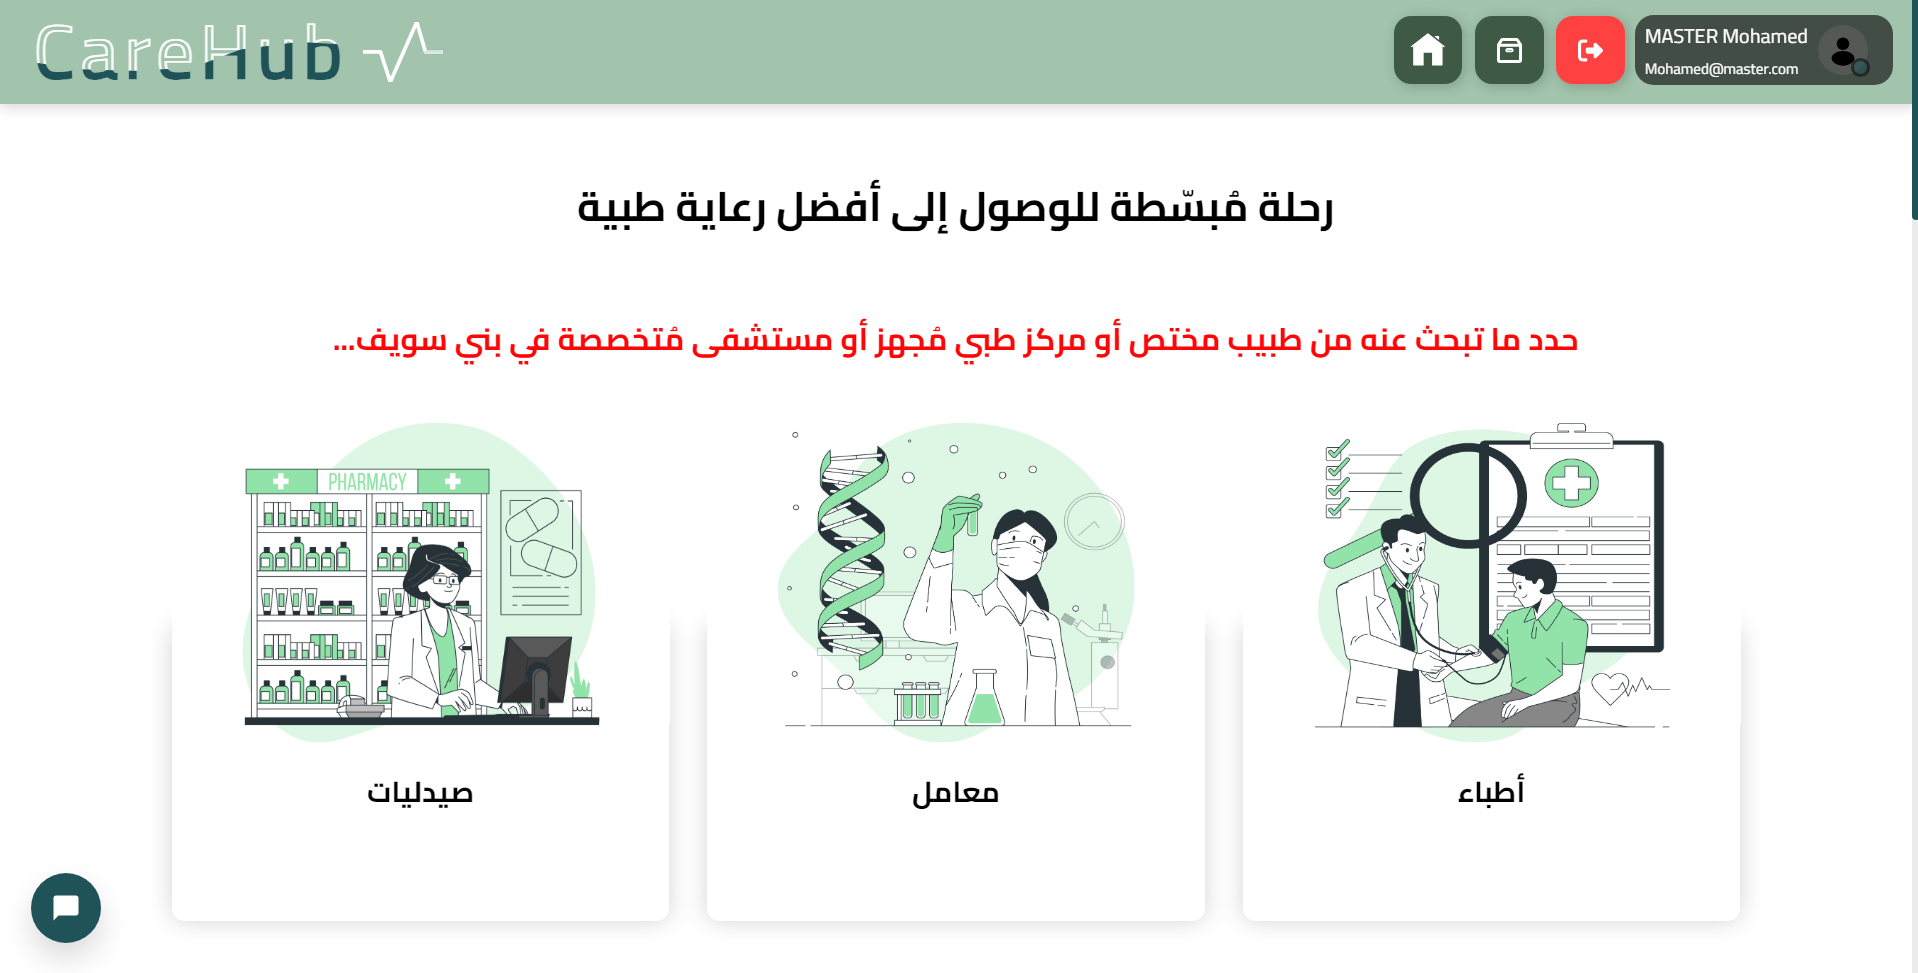 CareHub
MASTER Mohamed
Mohamed@master.com
رحلة مُبسّطة للوصول إلى أفضل رعاية طبية
حدد ما تبحث عنه من طبيب مختص أو مركز طبي مُجهز أو مستشفى مُتخصصة في بني سويف...
PHARMACY
أطباء
معامل
صيدليات